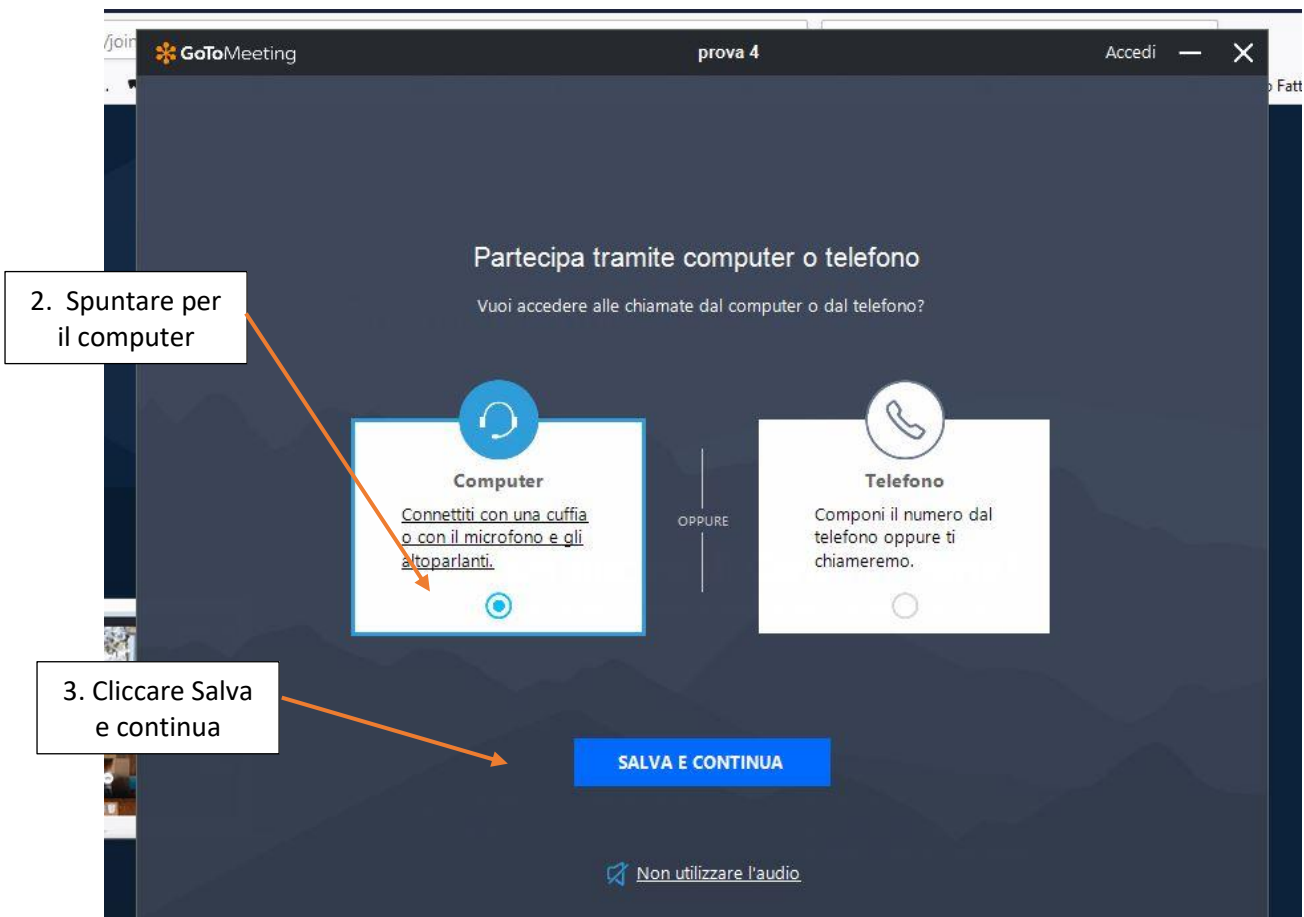 /join
GoToMeeting
prova 4
Accedi
Fatt
Partecipa tramite computer o telefono
Vuoi accedere alle chiamate dal computer o dal telefono?
2. Spuntare per
il computer
Computer
Connettiti con una cuffia
o con il microfono e gli
altoparlanti.
OPPURE
Telefono
Componi il numero dal
telefono oppure ti
chiameremo.
3. Cliccare Salva
e continua
SALVA E CONTINUA
Non utilizzare l'audio